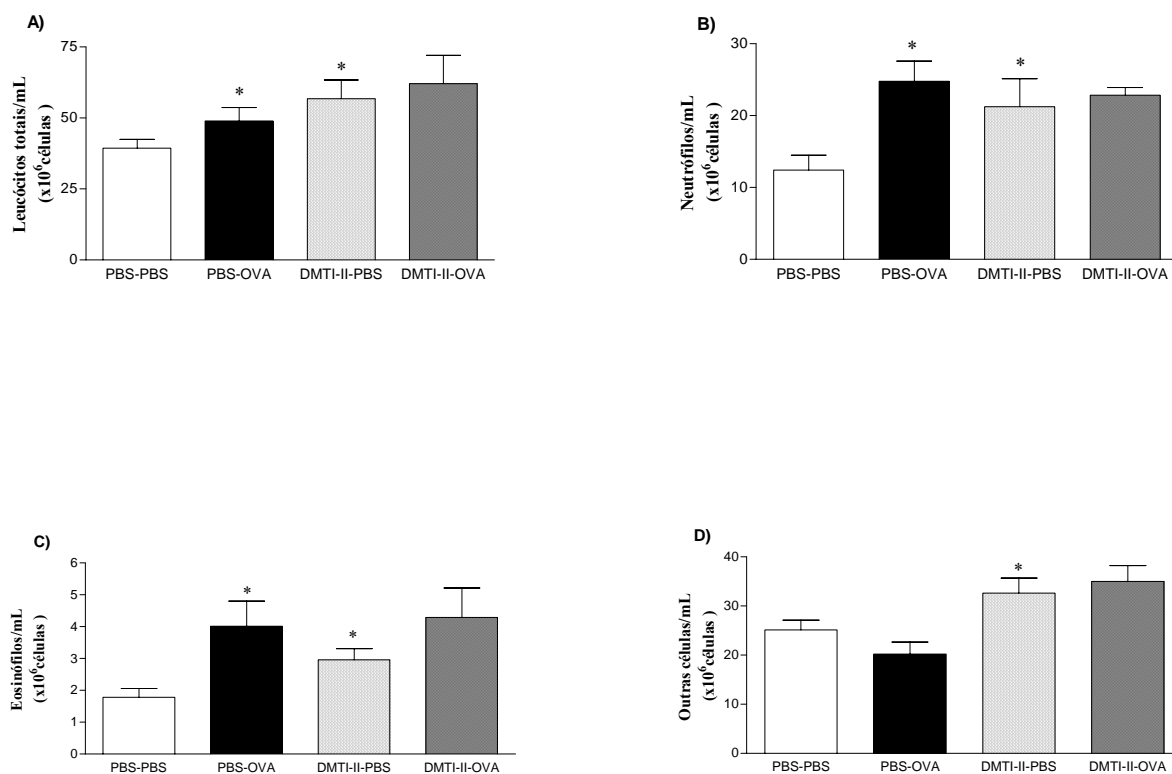 A)
Leucócitos totais/mL
(x10⁶células)
75
50
25
0
*
*
PBS-PBS PBS-OVA DMTI-II-PBS DMTI-II-OVA
B)
Neutrófilos/mL
(x10⁶células )
30
20
10
0
*
*
PBS-PBS PBS-OVA DMTI-II-PBS DMTI-II-OVA
C)
Eosinófilos/mL
(x10⁶células )
6
5
4
3
2
1
0
*
*
PBS-PBS PBS-OVA DMTI-II-PBS DMTI-II-OVA
D)
Outras células/mL
(x10⁶células )
40
30
20
10
0
*
PBS-PBS PBS-OVA DMTI-II-PBS DMTI-II-OVA